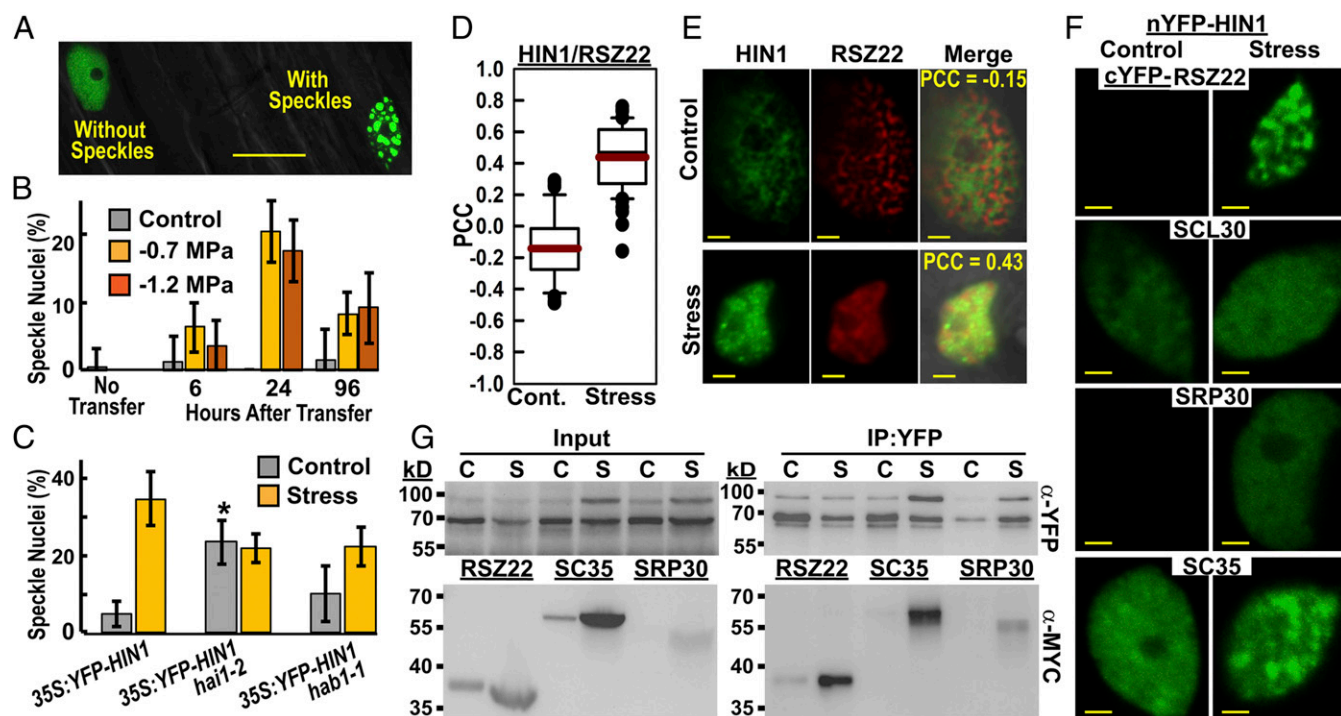 A
Without
Speckles
With
Speckles
B
Speckle Nuclei (%)
20
10
0
Control
-0.7 MPa
-1.2 MPa
No
Transfer
6
24
96
Hours After Transfer
C
Speckle Nuclei (%)
60
40
20
0
Control
Stress
*
35S:YFP-HIN1
35S:YFP-HIN1
hai1-2
35S:YFP-HIN1
hab1-1
D
HIN1/RSZ22
PCC
1.0
0.8
0.6
0.4
0.2
0.0
-0.2
-0.4
-0.6
-0.8
-1.0
Cont.
Stress
E
HIN1
RSZ22
Merge
Control
PCC = -0.15
Stress
PCC = 0.43
F
nYFP-HIN1
Control
Stress
cYFP-RSZ22
SCL30
SRP30
SC35
G
Input
kD
C S C S C S
100
70
55
RSZ22
SC35
SRP30
70
55
40
35
IP:YFP
kD
C S C S C S
100
70
55
α-YFP
RSZ22
SC35
SRP30
70
55
40
35
α-MYC